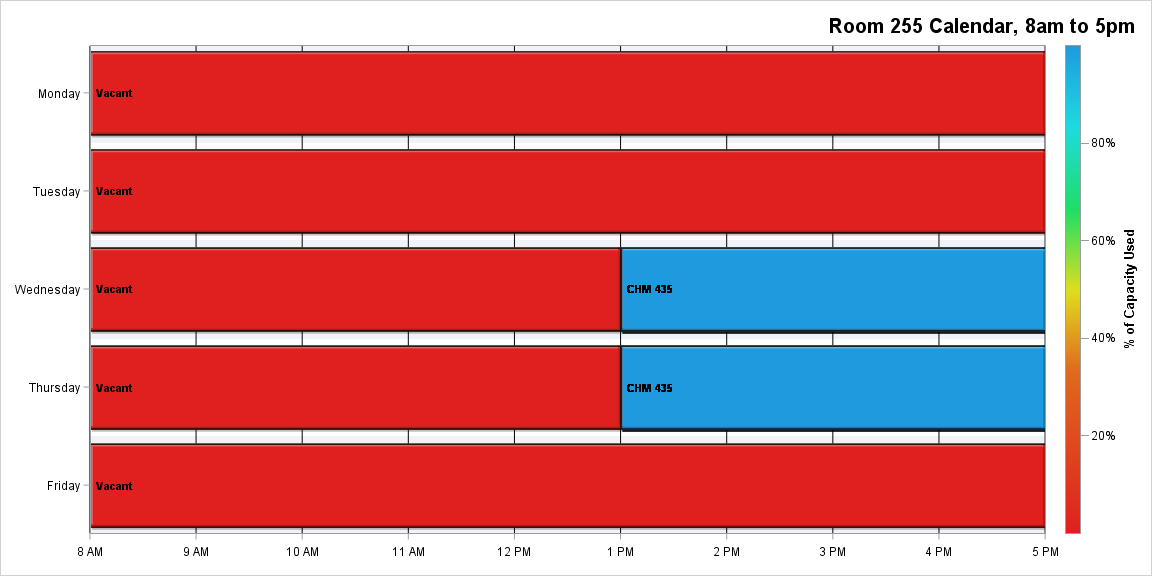 Room 255 Calendar, 8am to 5pm
Monday
Vacant
Tuesday
Vacant
Wednesday
Vacant
CHM 435
Thursday
Vacant
CHM 435
Friday
Vacant
8 AM
9 AM
10 AM
11 AM
12 PM
1 PM
2 PM
3 PM
4 PM
5 PM
80%
60%
40%
20%
% of Capacity Used